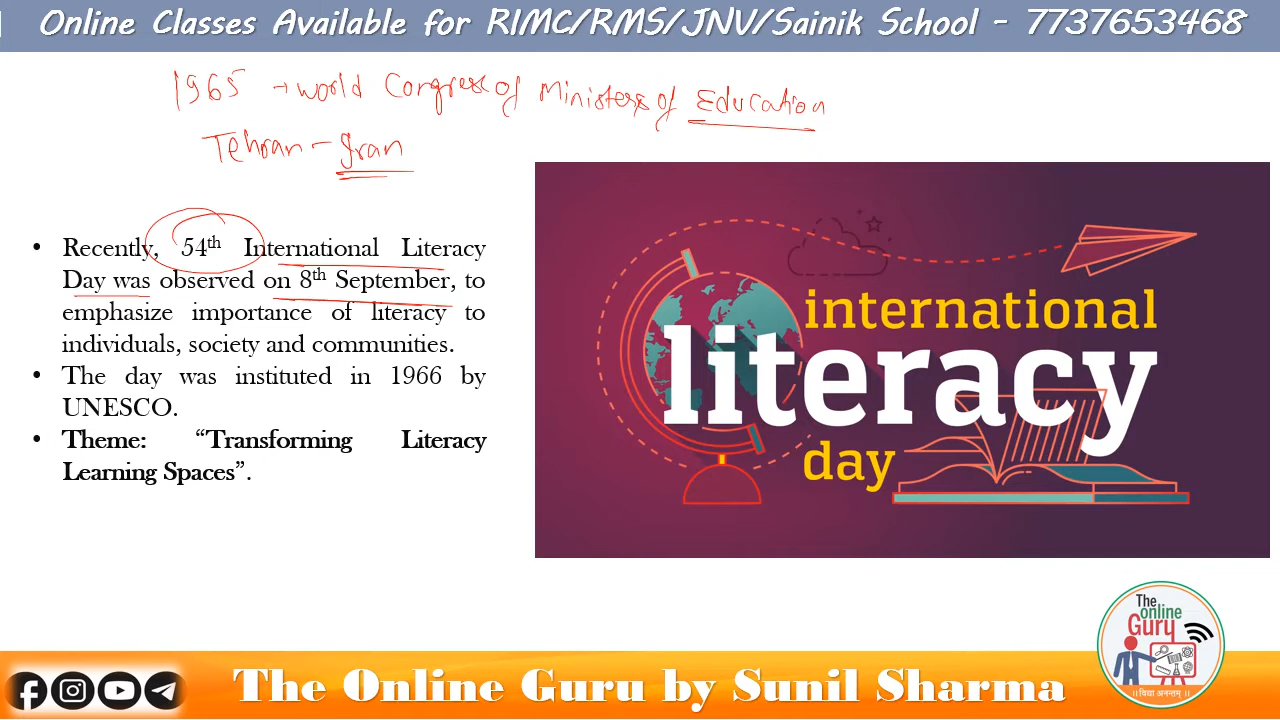 Online Classes Available for RIMC/RMS/JNV/Sainik School - 7737653468
1965 → world Congress of Ministers of Education
Tehran - Iran
• Recently, 54th International Literacy
Day was observed on 8th September, to
emphasize importance of literacy to
individuals, society and communities.
• The day was instituted in 1966 by
UNESCO.
• Theme: “Transforming Literacy
Learning Spaces”.
international
literacy
day
The
online
Gury
॥विद्या अनन्तम्॥
The Online Guru by Sunil Sharma